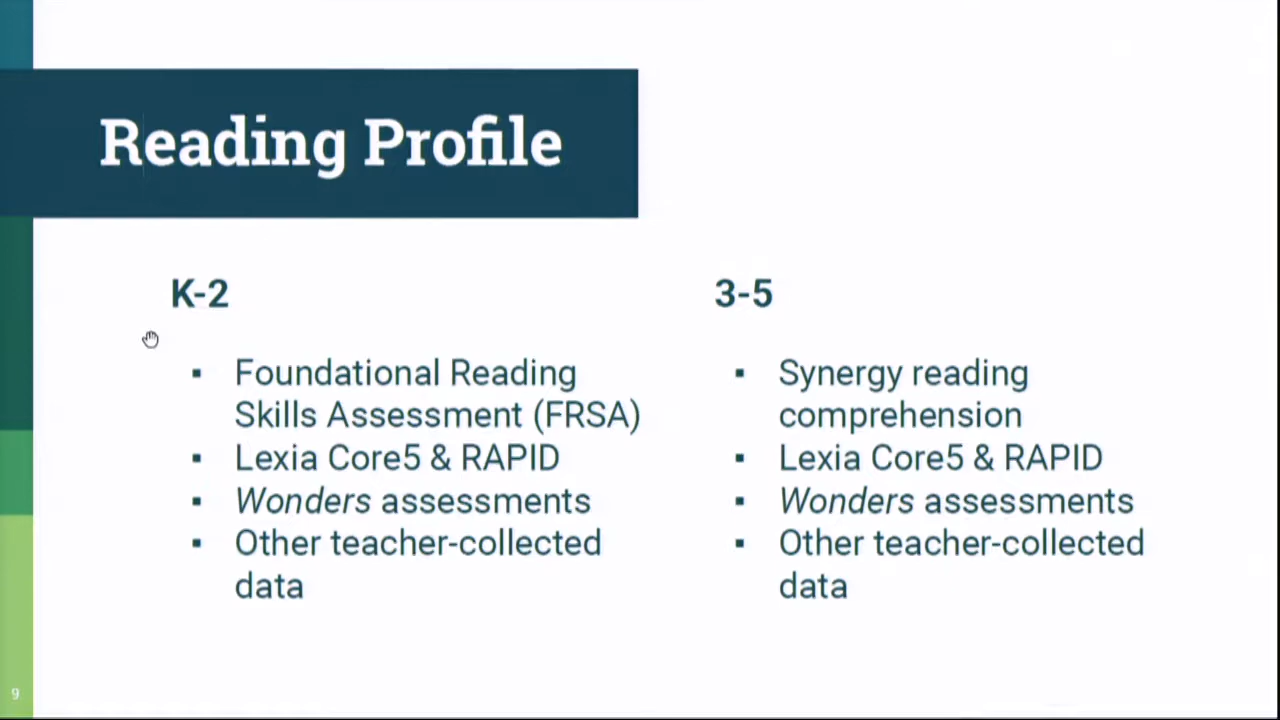 Reading Profile
K-2
▪ Foundational Reading
Skills Assessment (FRSA)
▪ Lexia Core5 & RAPID
▪ Wonders assessments
▪ Other teacher-collected
data
3-5
▪ Synergy reading
comprehension
▪ Lexia Core5 & RAPID
▪ Wonders assessments
▪ Other teacher-collected
data
9